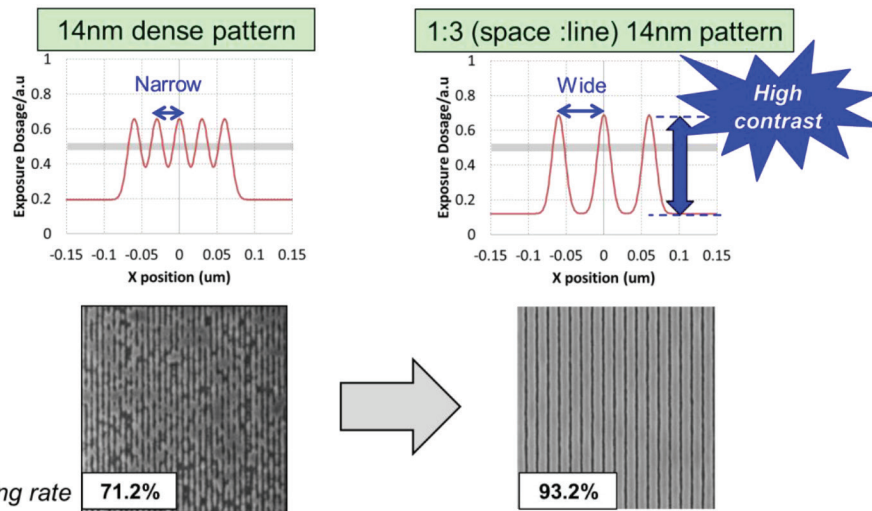 14nm dense pattern
1:3 (space :line) 14nm pattern
Narrow
Wide
High
contrast
Exposure Dosage/a.u
1
0.8
0.6
0.4
0.2
0
-0.15
-0.1
-0.05
0
0.05
0.1
0.15
X position (um)
Exposure Dosage/a.u
1
0.8
0.6
0.4
0.2
0
-0.15
-0.1
-0.05
0
0.05
0.1
0.15
X position (um)
rate
71.2%
93.2%